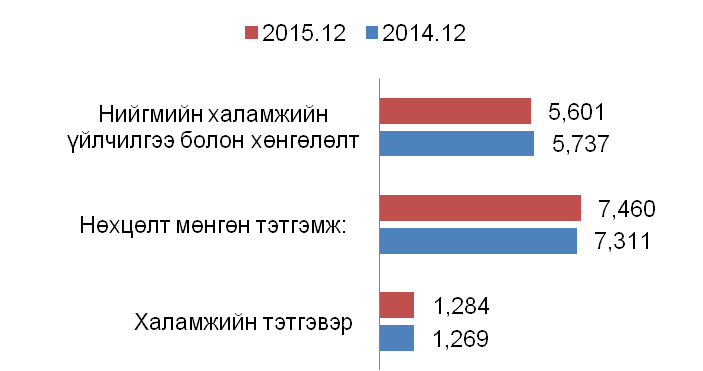 2015.12 2014.12
Нийгмийн халамжийн
үйлчилгээ болон хөнгөлөлт
5,601
5,737
Нөхцөлт мөнгөн тэтгэмж:
7,460
7,311
Халамжийн тэтгэвэр
1,284
1,269